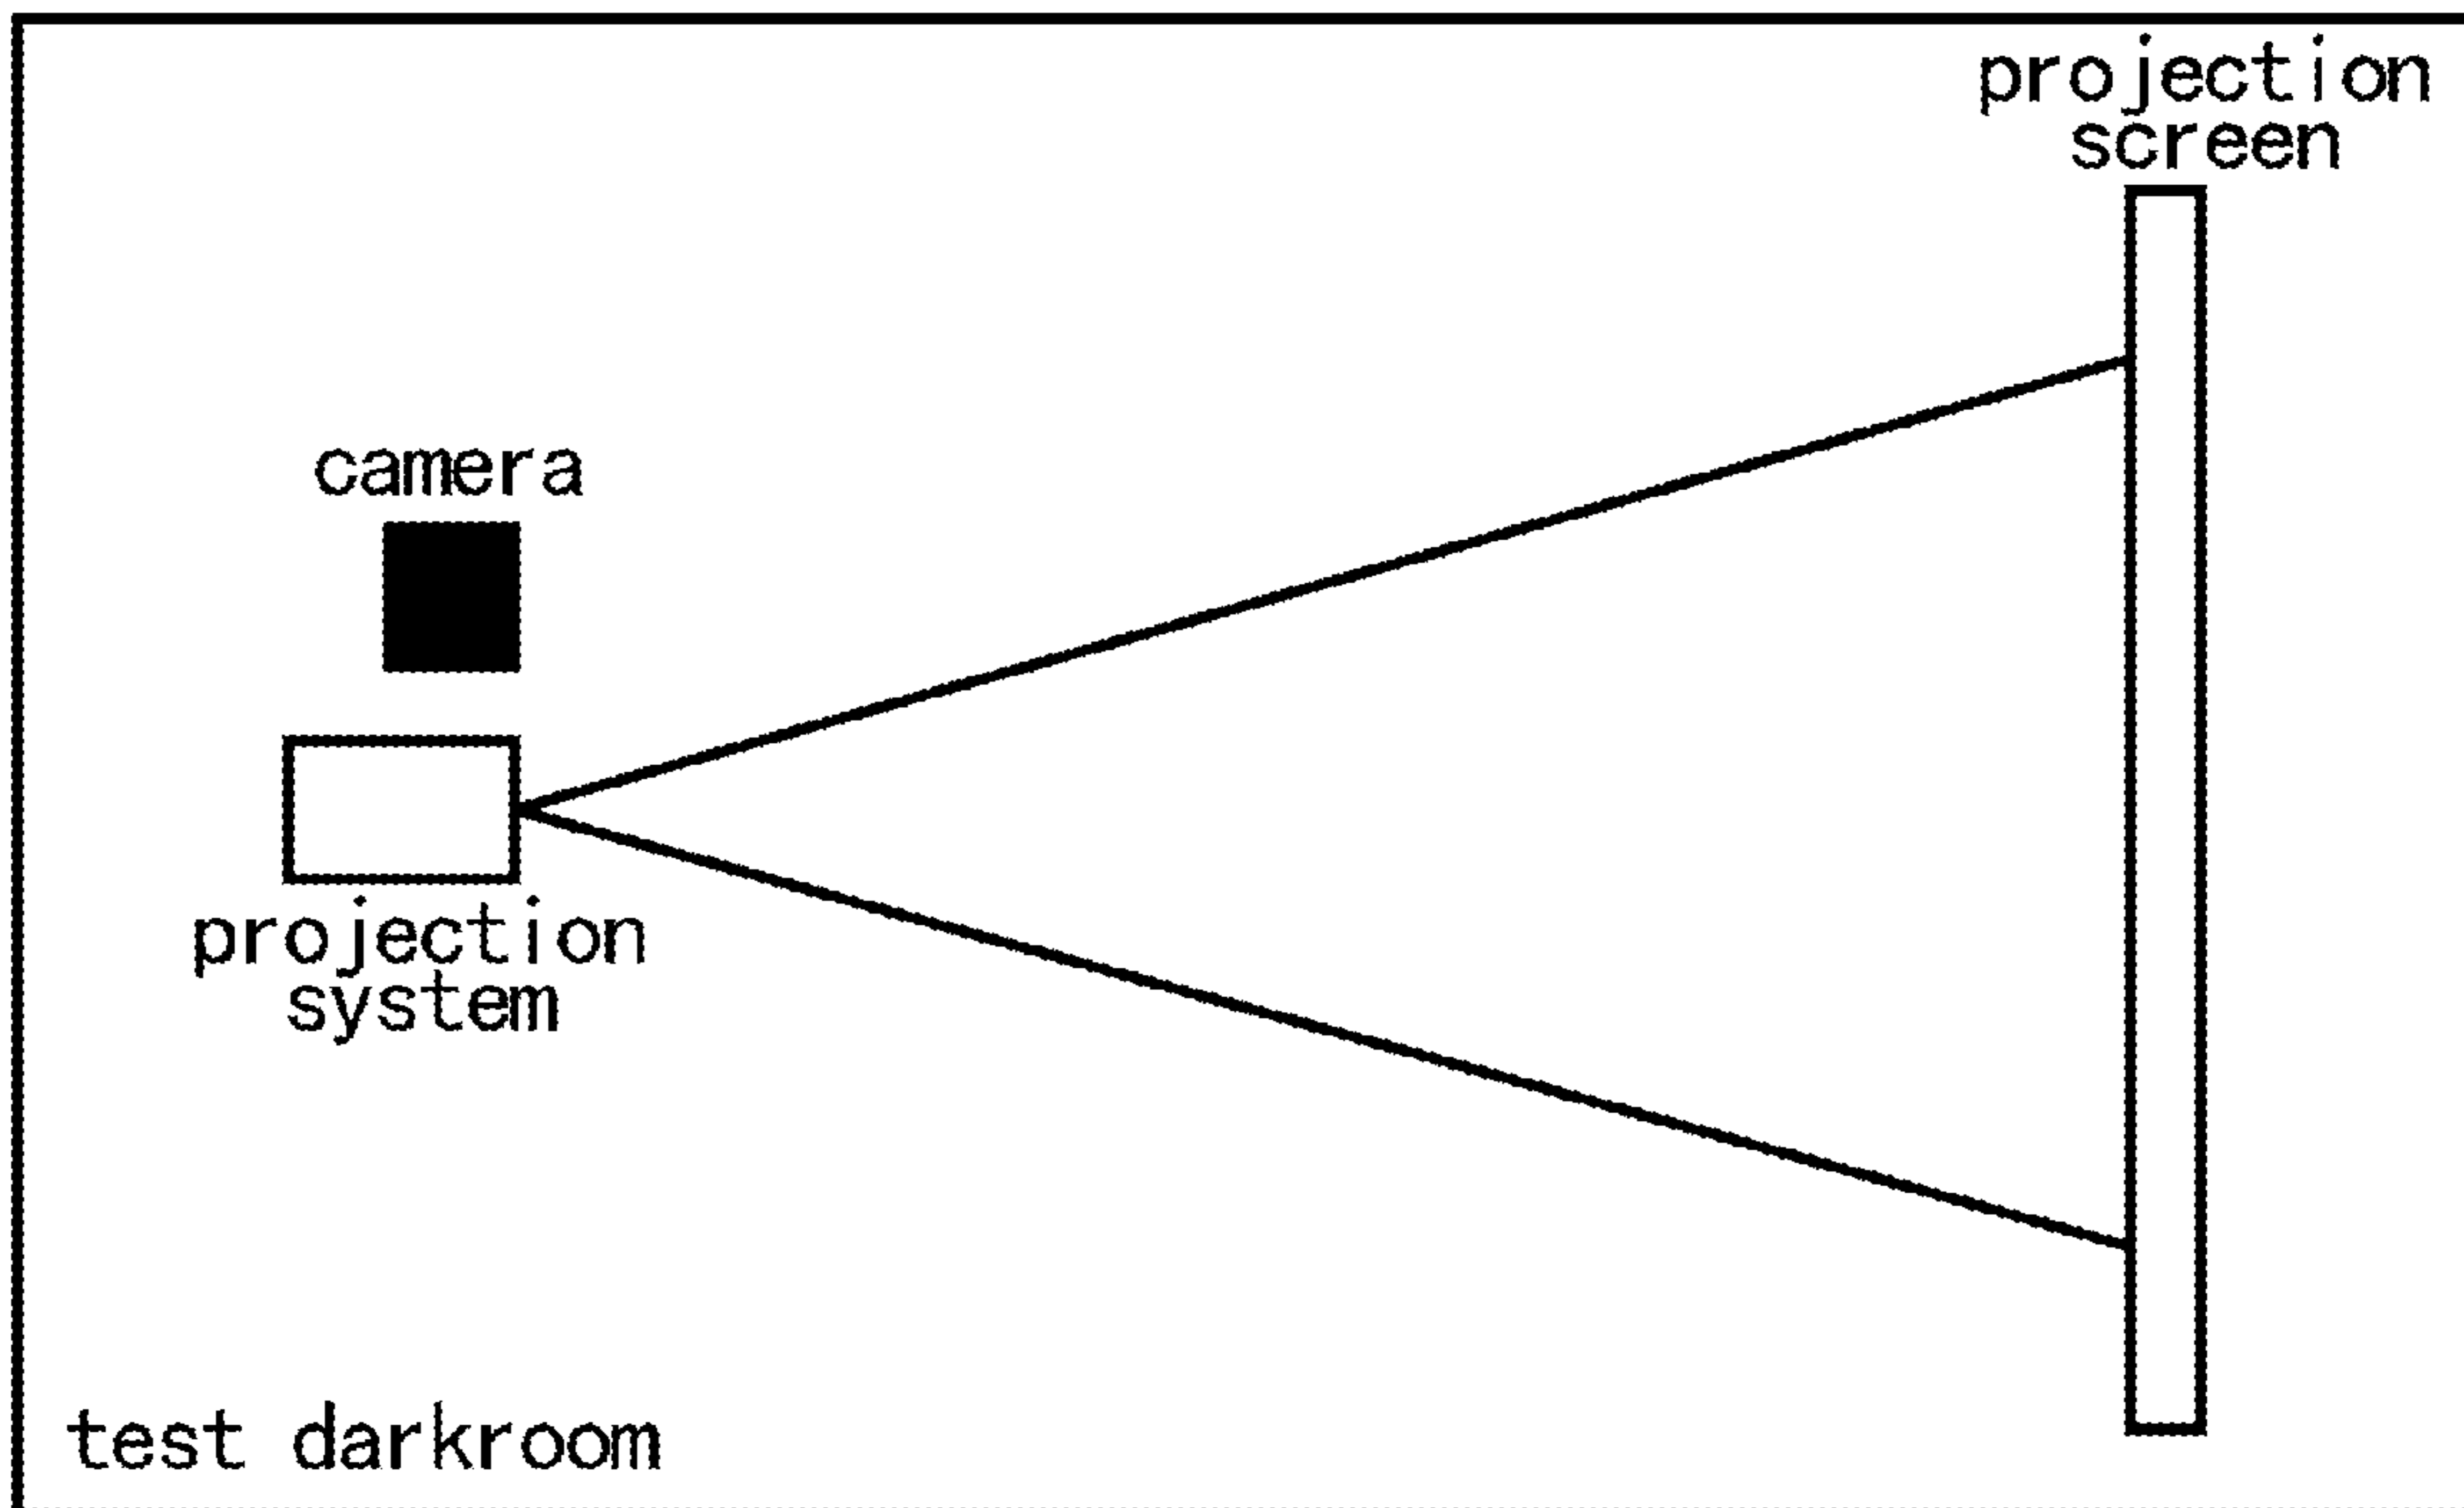 projection
screen
camera
projection
system
test darkroom